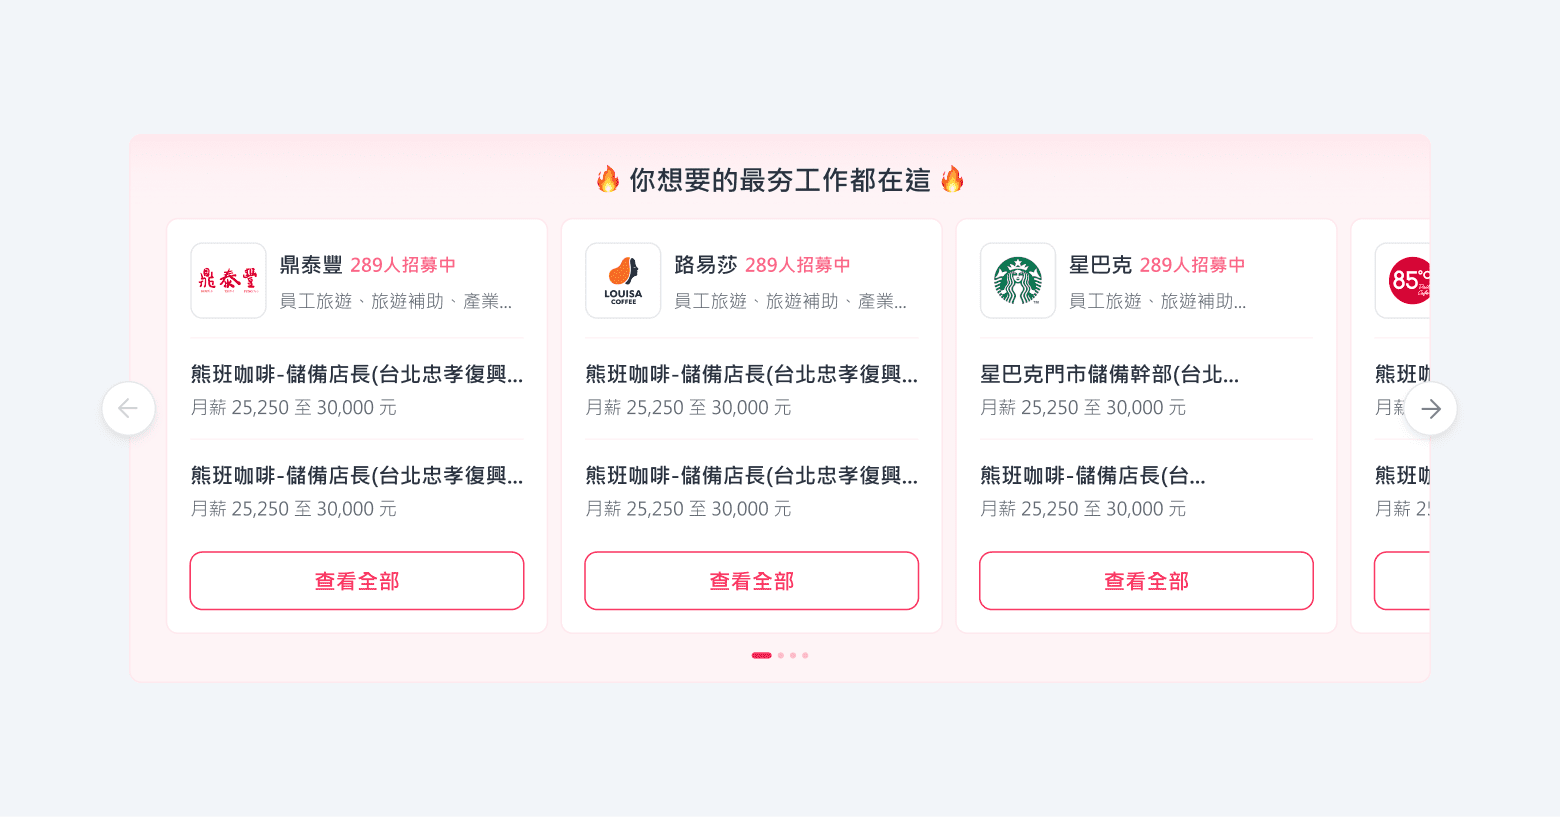 🔥 你想要的最夯工作都在這 🔥
鼎泰豐
鼎泰豐 289人招募中
員工旅遊、旅遊補助、產業...
熊班咖啡-儲備店長(台北忠孝復興...
月薪 25,250 至 30,000 元
熊班咖啡-儲備店長(台北忠孝復興...
月薪 25,250 至 30,000 元
查看全部
LOUISA
COFFEE
路易莎 289人招募中
員工旅遊、旅遊補助、產業...
熊班咖啡-儲備店長(台北忠孝復興...
月薪 25,250 至 30,000 元
熊班咖啡-儲備店長(台北忠孝復興...
月薪 25,250 至 30,000 元
查看全部
星巴克 289人招募中
員工旅遊、旅遊補助...
星巴克門市儲備幹部(台北...
月薪 25,250 至 30,000 元
熊班咖啡-儲備店長(台...
月薪 25,250 至 30,000 元
查看全部
85°C
熊班
月
熊班
月薪 2